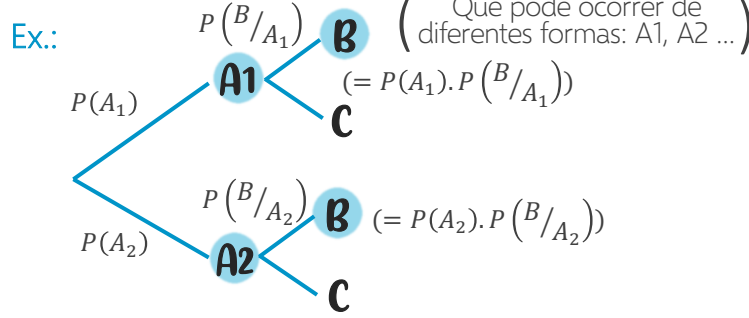 Que pode ocorrer de
diferentes formas: A1, A2 ...
Ex.:
P(B/A₁)
B
(= P(A₁). P(B/A₁))
P(A₁)
A1
C
P(B/A₂)
B
(= P(A₂). P(B/A₂))
P(A₂)
A2
C